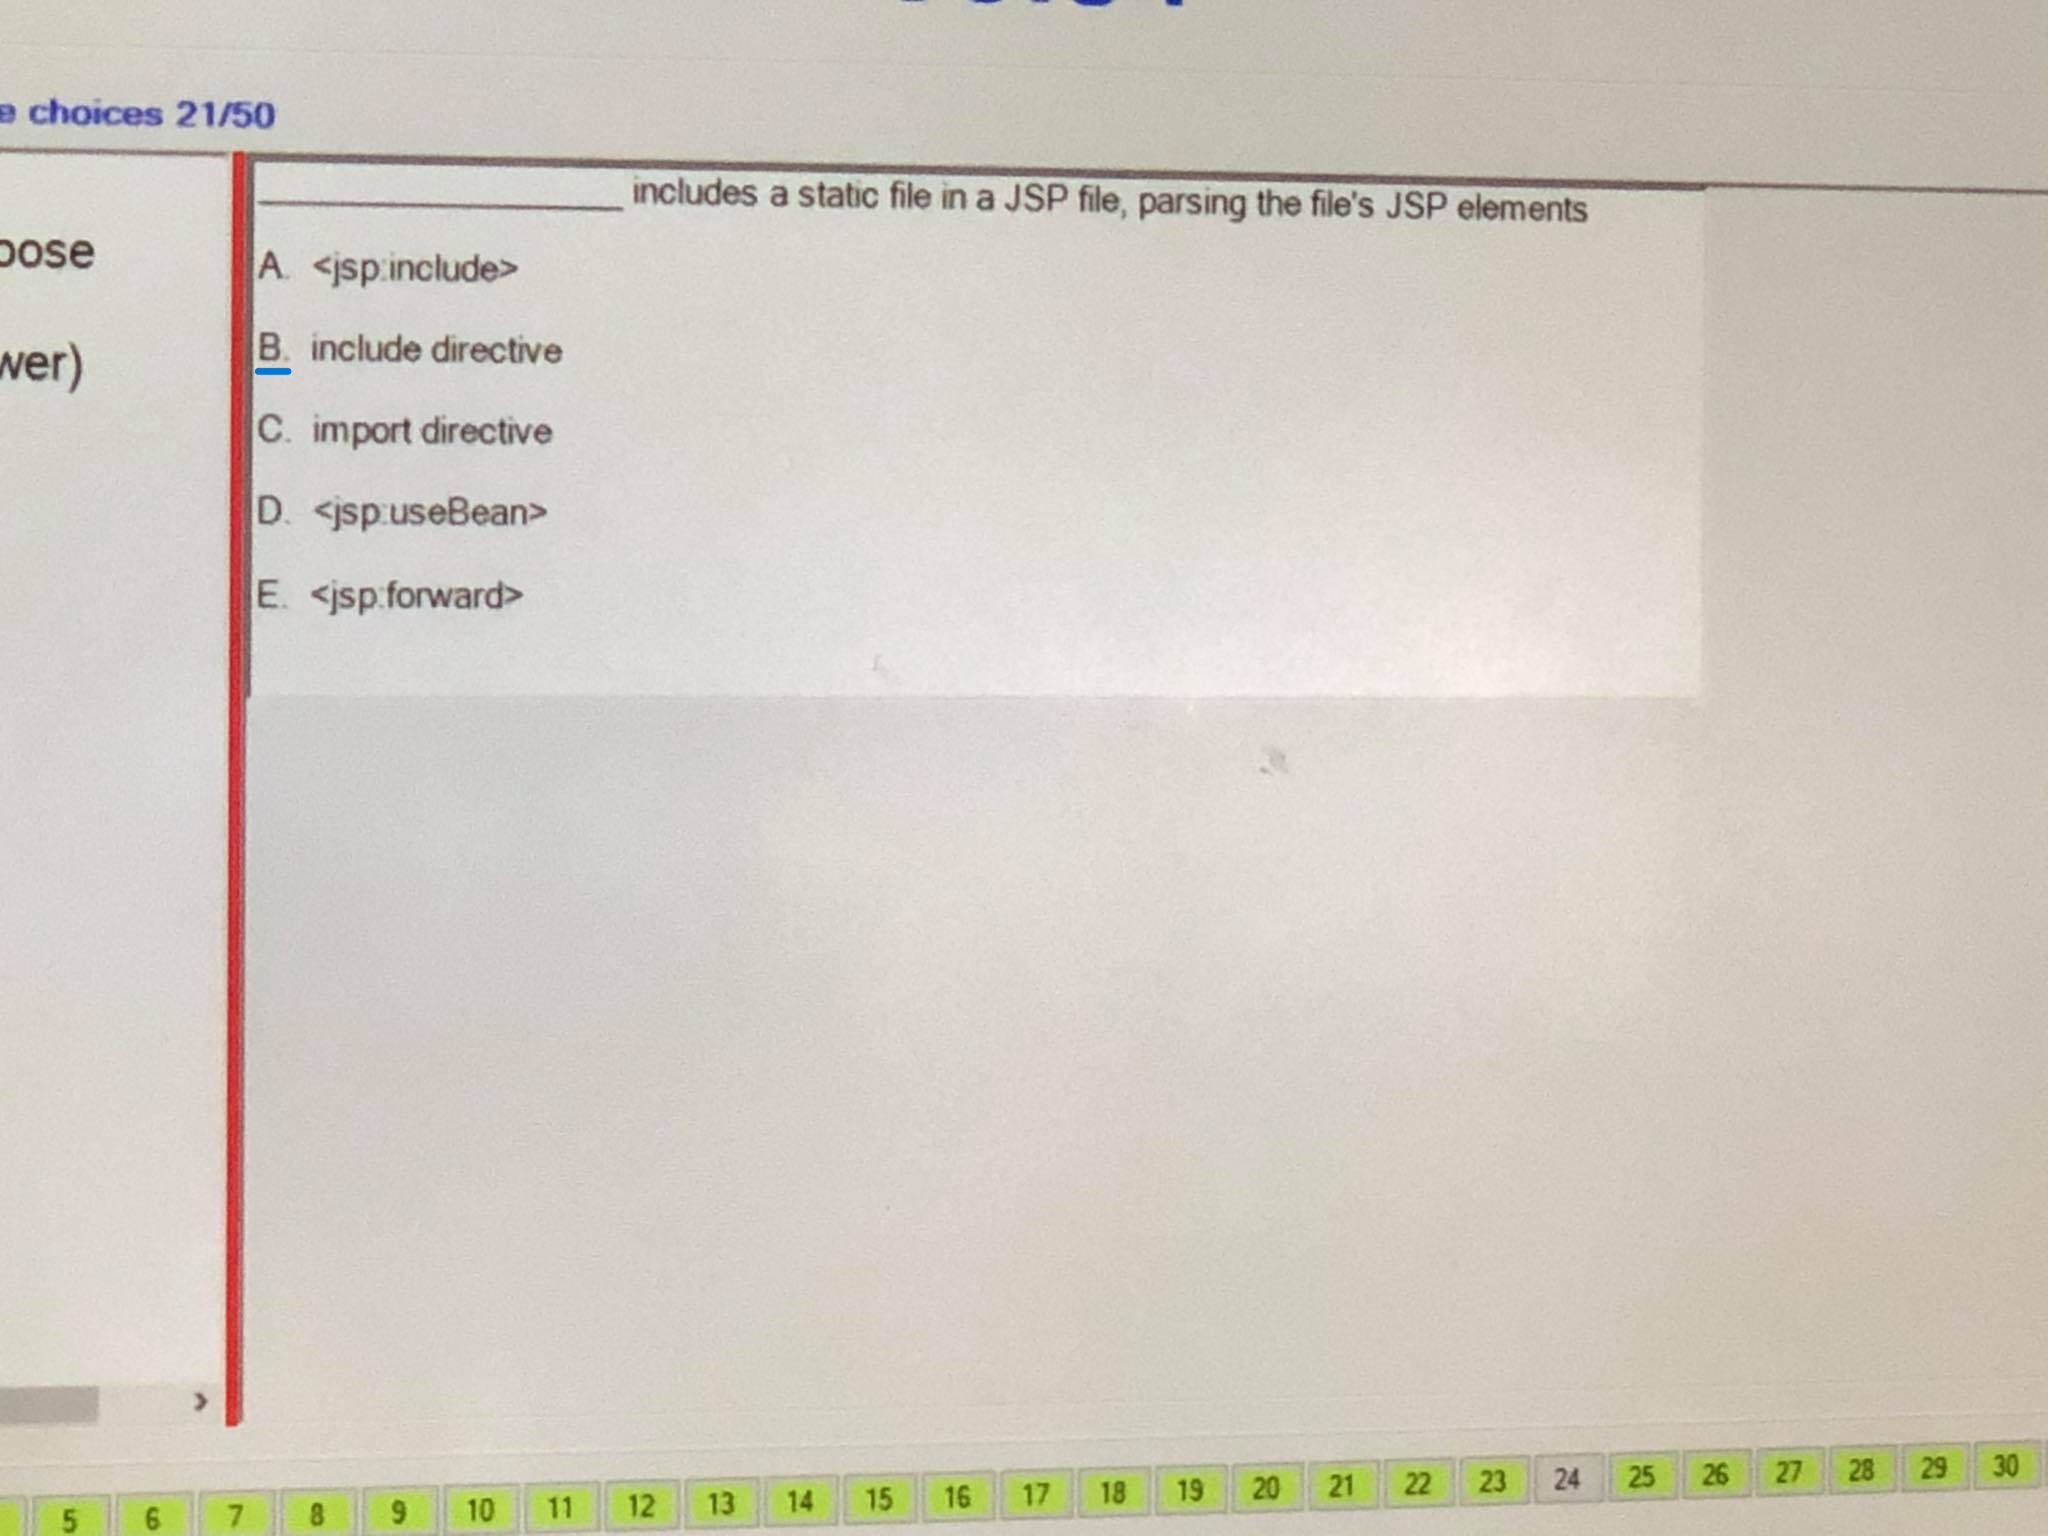 choices 21/50
______________ includes a static file in a JSP file, parsing the file's JSP elements
A. <jsp:include>
B. include directive
wer)
C. import directive
D. <jsp:useBean>
E. <jsp:forward>
5 6 7 8 9 10 11 12 13 14 15 16 17 18 19 20 21 22 23 24 25 26 27 28 29 30